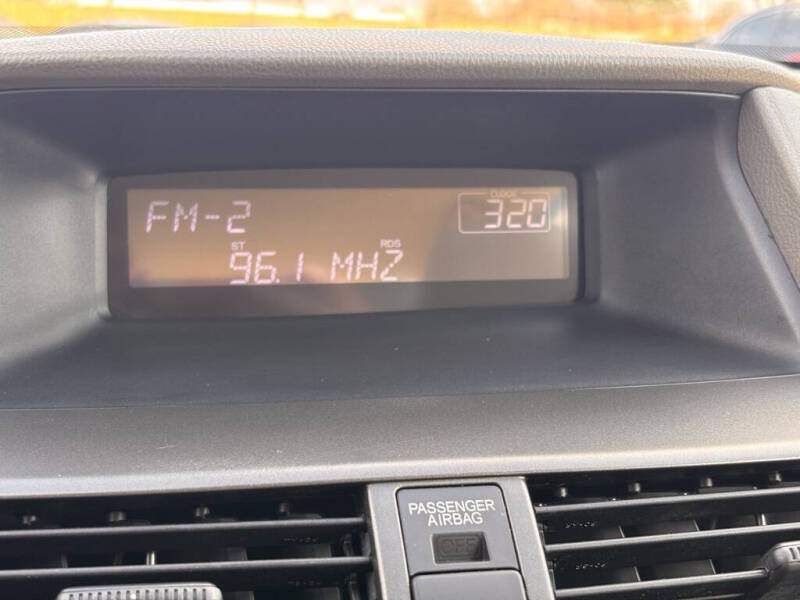 CLOCK
FM-2 320
ST RDS
96.1 MHZ
PASSENGER
AIRBAG
OFF